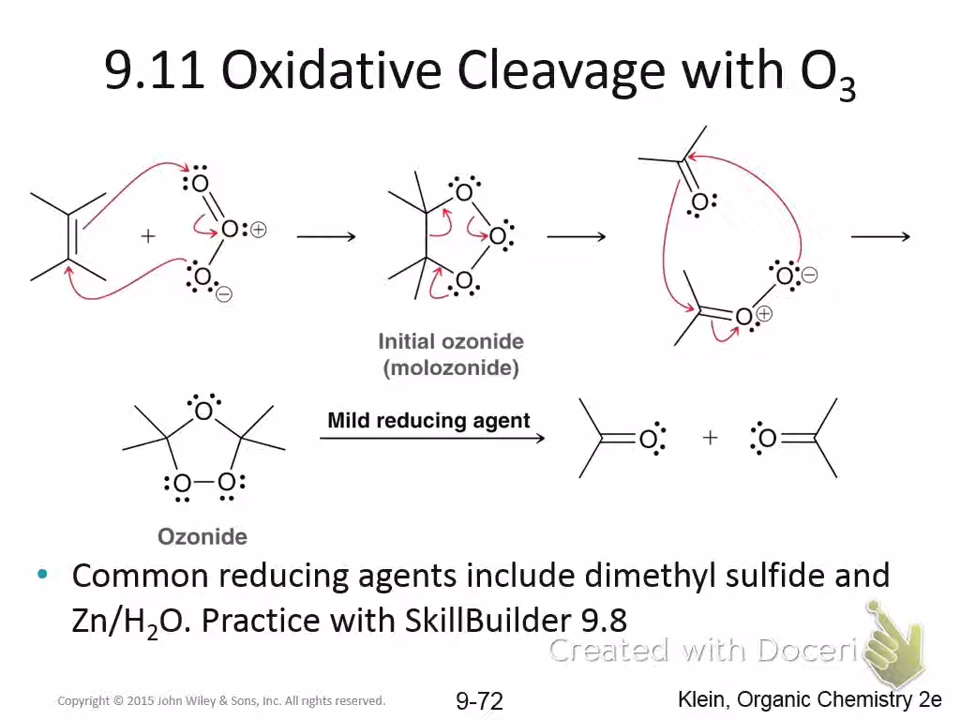 9.11 Oxidative Cleavage with O₃
O
O
O
+
O
⊕
O
⊖
O
O
O
O
O
⊖
O
⊕
Initial ozonide
(molozonide)
O
O
O
Mild reducing agent
O
+
O
Ozonide
• Common reducing agents include dimethyl sulfide and
Zn/H₂O. Practice with SkillBuilder 9.8
Created with Doceri
Copyright © 2015 John Wiley & Sons, Inc. All rights reserved.
9-72
Klein, Organic Chemistry 2e